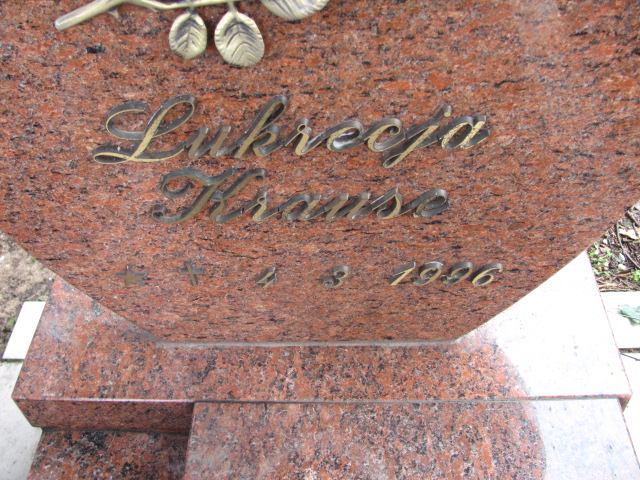 Lukrecja
Krause
* + 4 3 1996